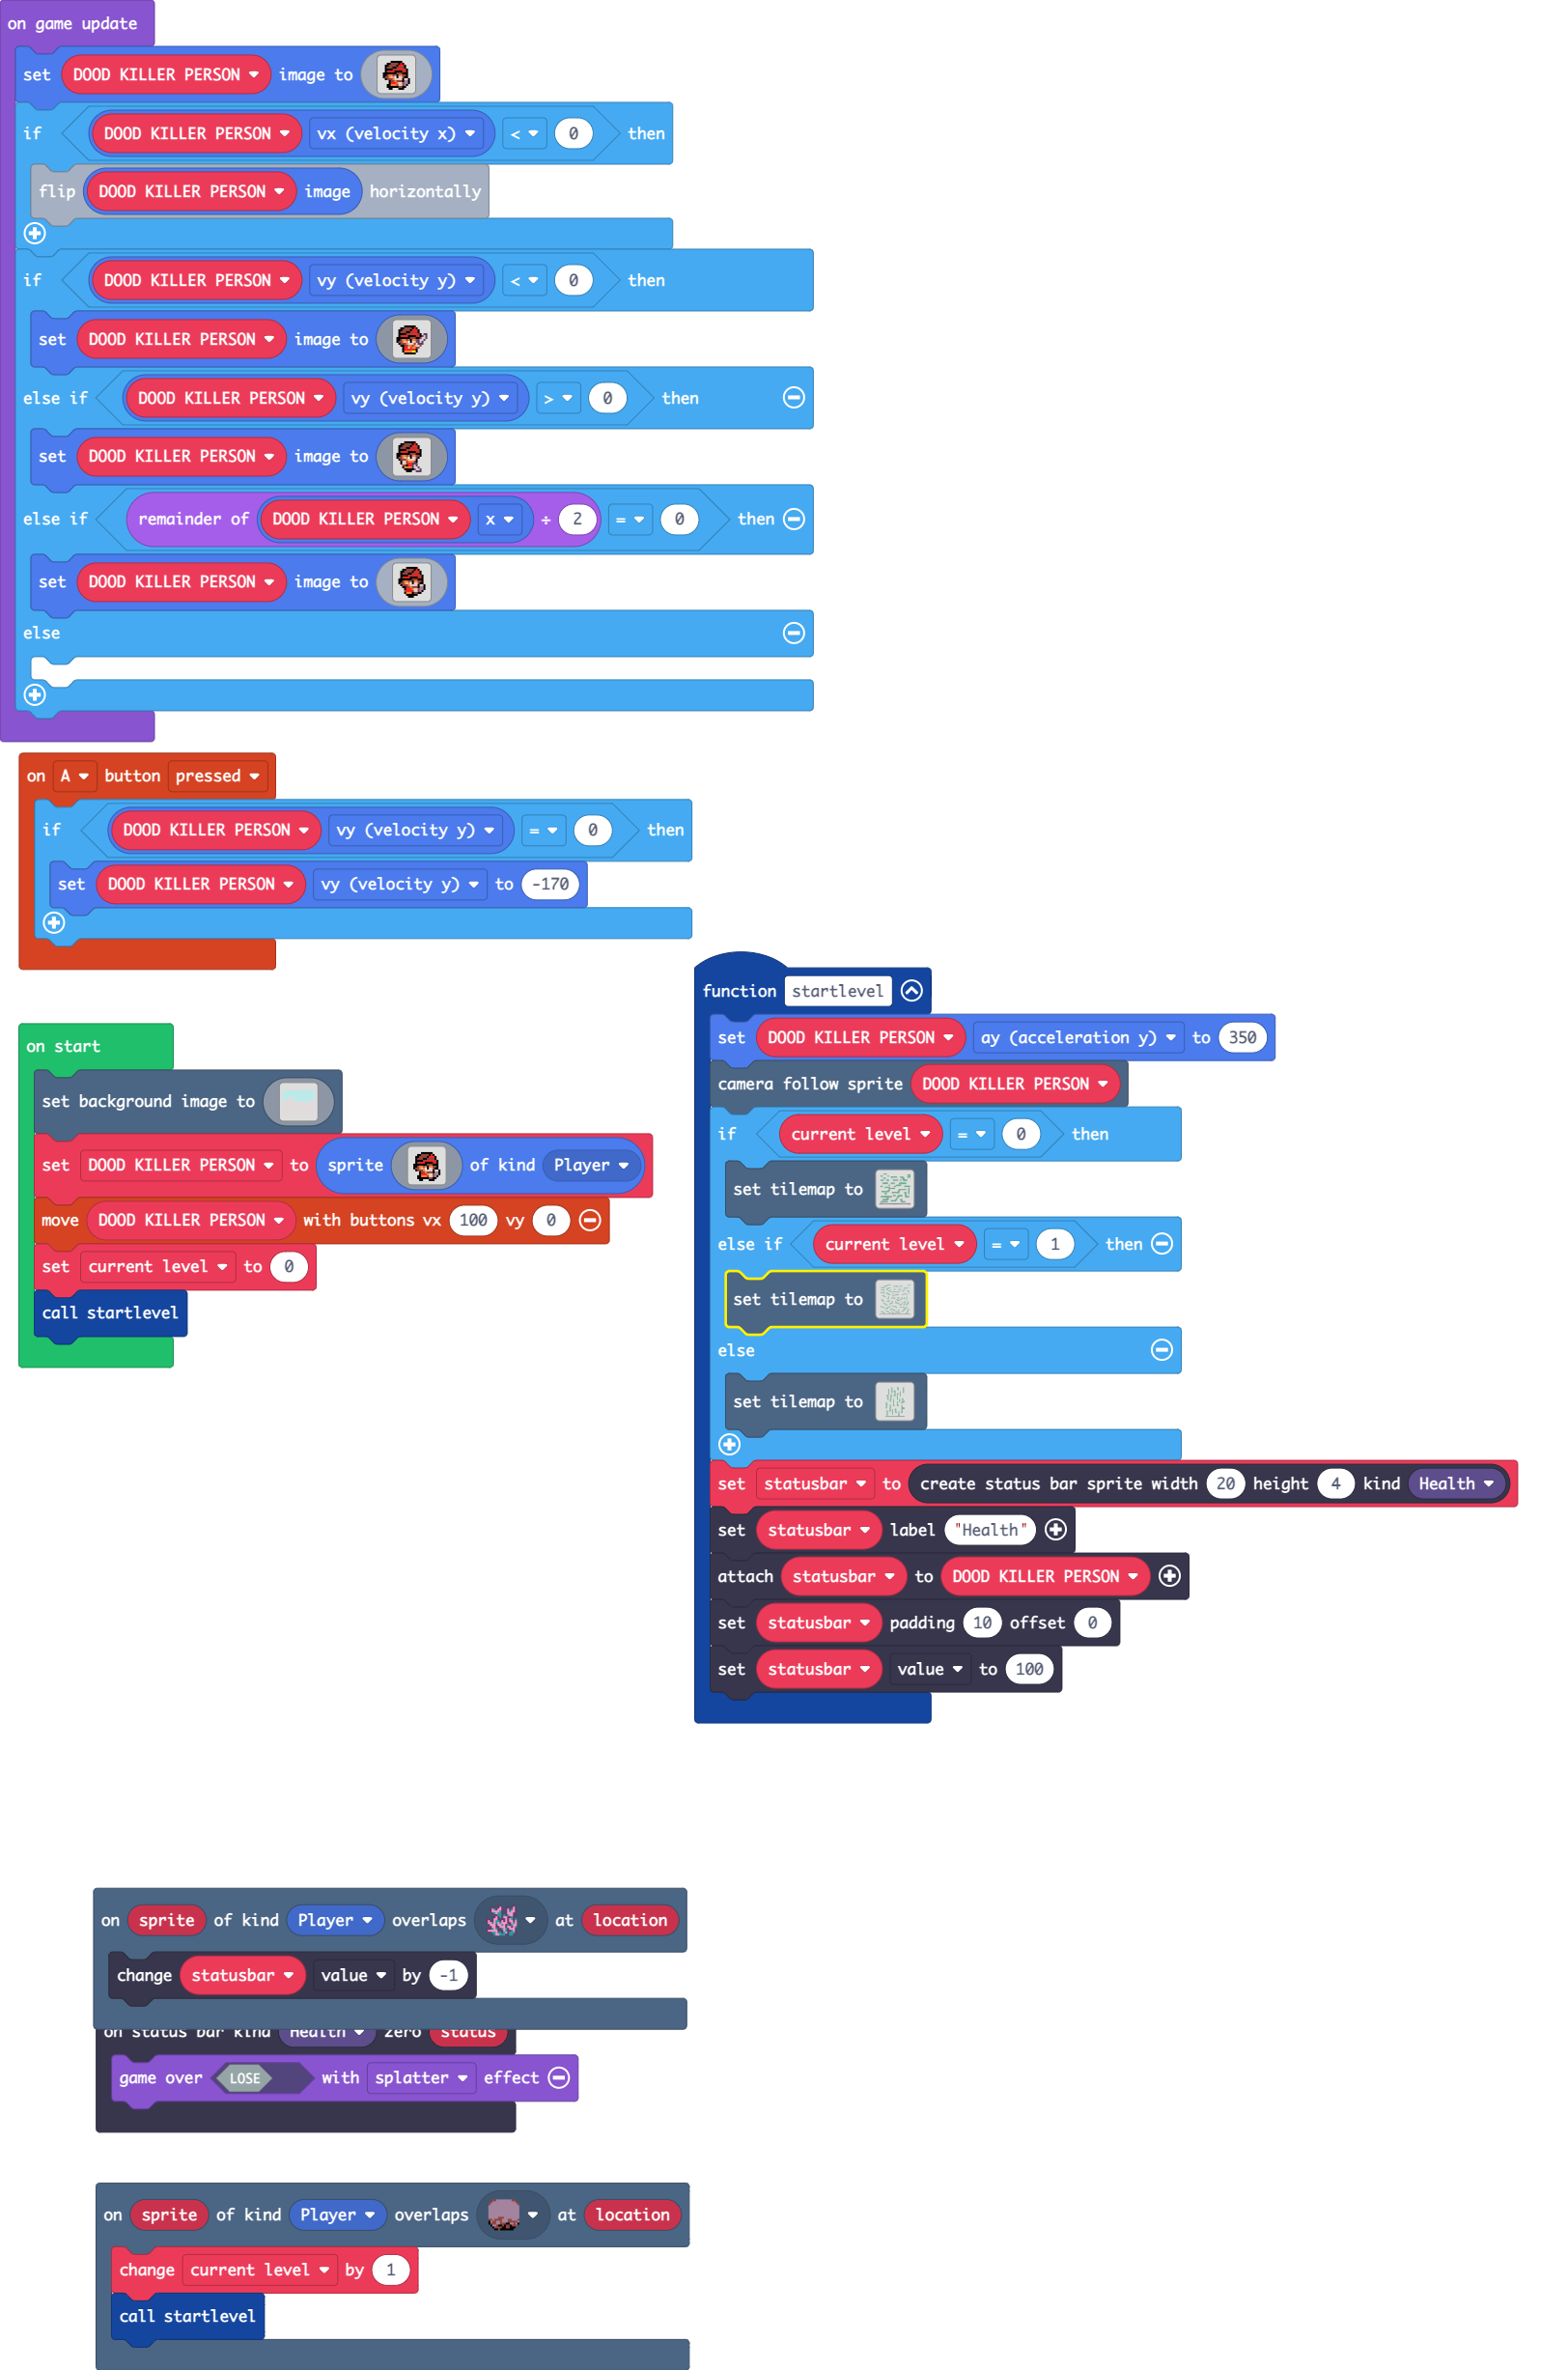 on game update
set DOOD KILLER PERSON image to
if DOOD KILLER PERSON vx (velocity x) < 0 then
flip DOOD KILLER PERSON image horizontally
if DOOD KILLER PERSON vy (velocity y) < 0 then
set DOOD KILLER PERSON image to
else if DOOD KILLER PERSON vy (velocity y) > 0 then
set DOOD KILLER PERSON image to
else if remainder of DOOD KILLER PERSON x ÷ 2 = 0 then
set DOOD KILLER PERSON image to
else
on A button pressed
if DOOD KILLER PERSON vy (velocity y) = 0 then
set DOOD KILLER PERSON vy (velocity y) to -170
on start
set background image to
set DOOD KILLER PERSON to sprite of kind Player
move DOOD KILLER PERSON with buttons vx 100 vy 0
set current level to 0
call startlevel
function startlevel
set DOOD KILLER PERSON ay (acceleration y) to 350
camera follow sprite DOOD KILLER PERSON
if current level = 0 then
set tilemap to
else if current level = 1 then
set tilemap to
else
set tilemap to
set statusbar to create status bar sprite width 20 height 4 kind Health
set statusbar label "Health"
attach statusbar to DOOD KILLER PERSON
set statusbar padding 10 offset 0
set statusbar value to 100
on sprite of kind Player overlaps at location
change statusbar value by -1
on status bar kind Health zero status
game over LOSE with splatter effect
on sprite of kind Player overlaps at location
change current level by 1
call startlevel